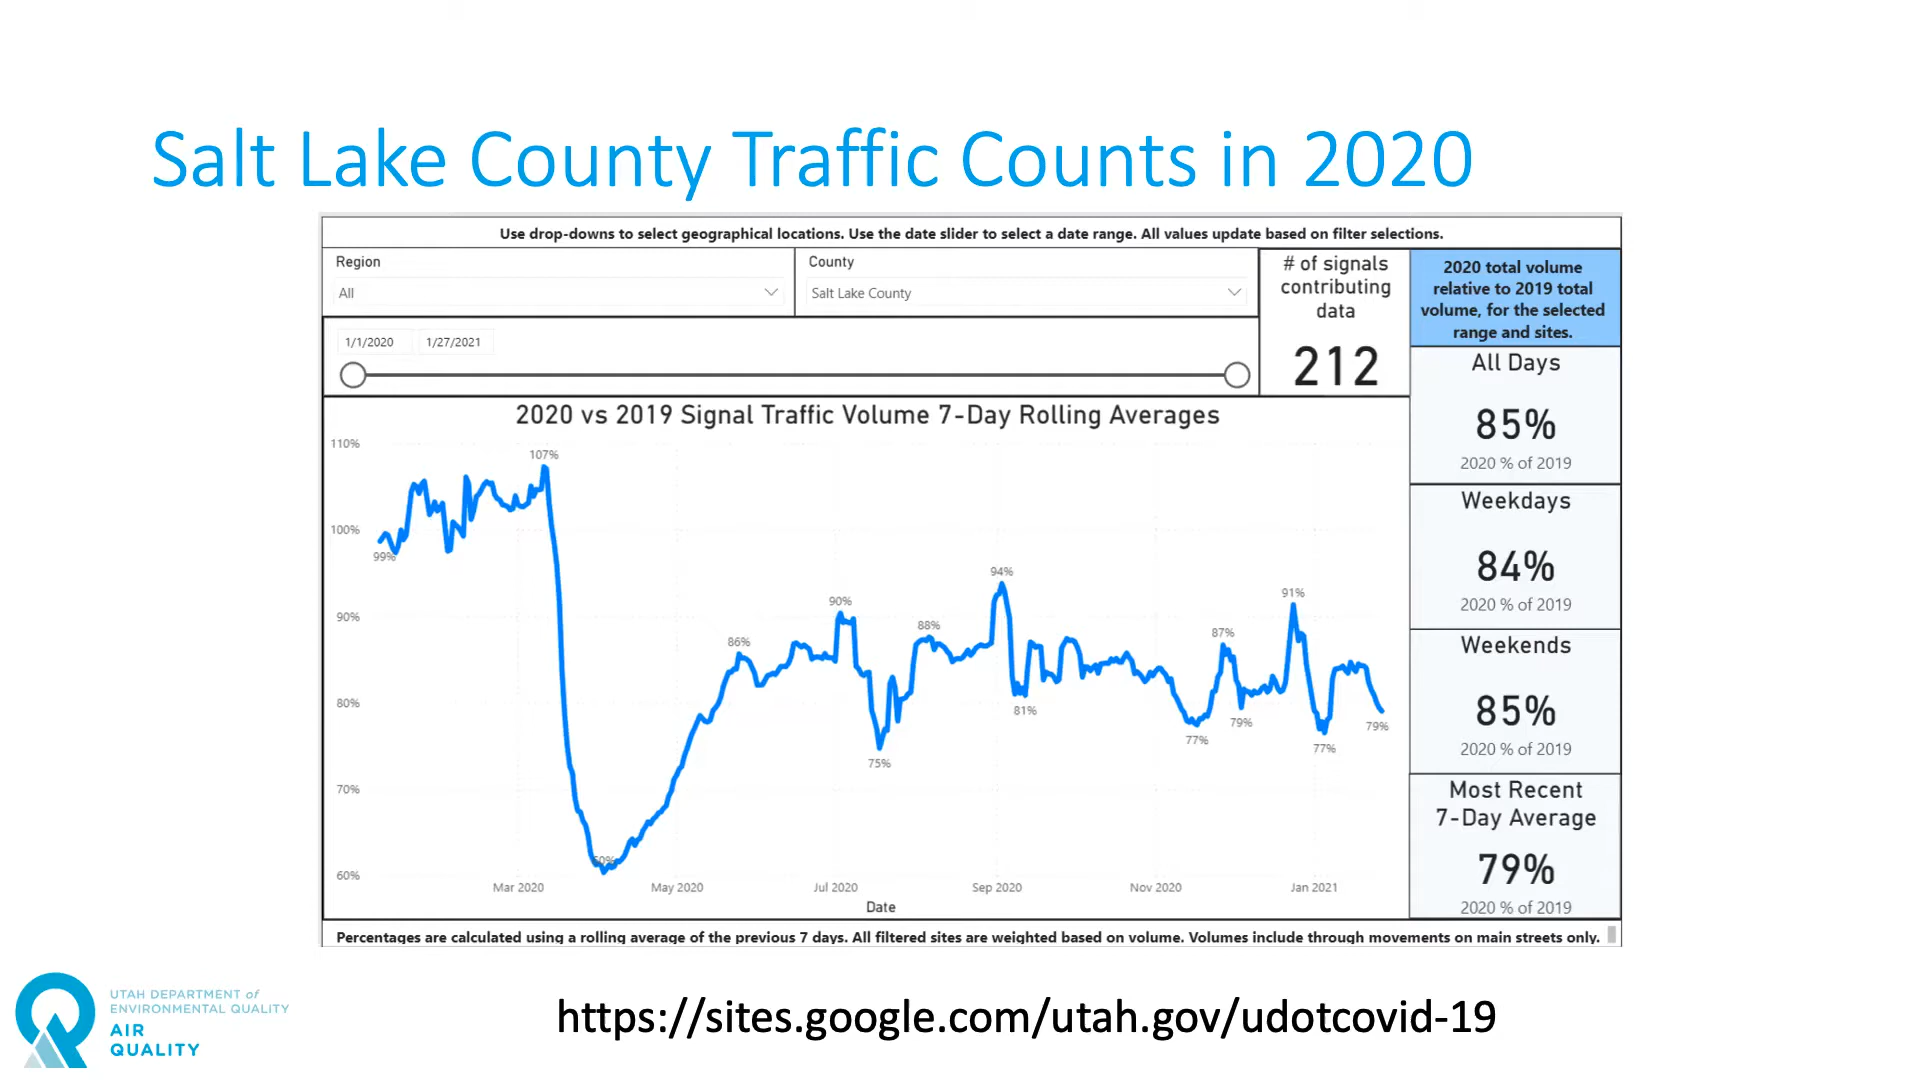 Salt Lake County Traffic Counts in 2020
Use drop-downs to select geographical locations. Use the date slider to select a date range. All values update based on filter selections.
Region
All
County
Salt Lake County
# of signals
contributing
data
212
2020 total volume
relative to 2019 total
volume, for the selected
range and sites.
1/1/2020
1/27/2021
All Days
85%
2020 % of 2019
Weekdays
84%
2020 % of 2019
Weekends
85%
2020 % of 2019
Most Recent
7-Day Average
79%
2020 % of 2019
2020 vs 2019 Signal Traffic Volume 7-Day Rolling Averages
110%
100%
90%
80%
70%
60%
99%
107%
60%
86%
90%
75%
88%
94%
81%
77%
87%
79%
91%
77%
79%
Mar 2020
May 2020
Jul 2020
Sep 2020
Nov 2020
Jan 2021
Date
Percentages are calculated using a rolling average of the previous 7 days. All filtered sites are weighted based on volume. Volumes include through movements on main streets only.
UTAH DEPARTMENT of
ENVIRONMENTAL QUALITY
AIR
QUALITY
https://sites.google.com/utah.gov/udotcovid-19